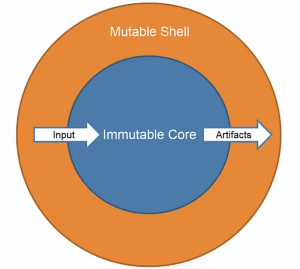 Mutable Shell
Input
Immutable Core
Artifacts